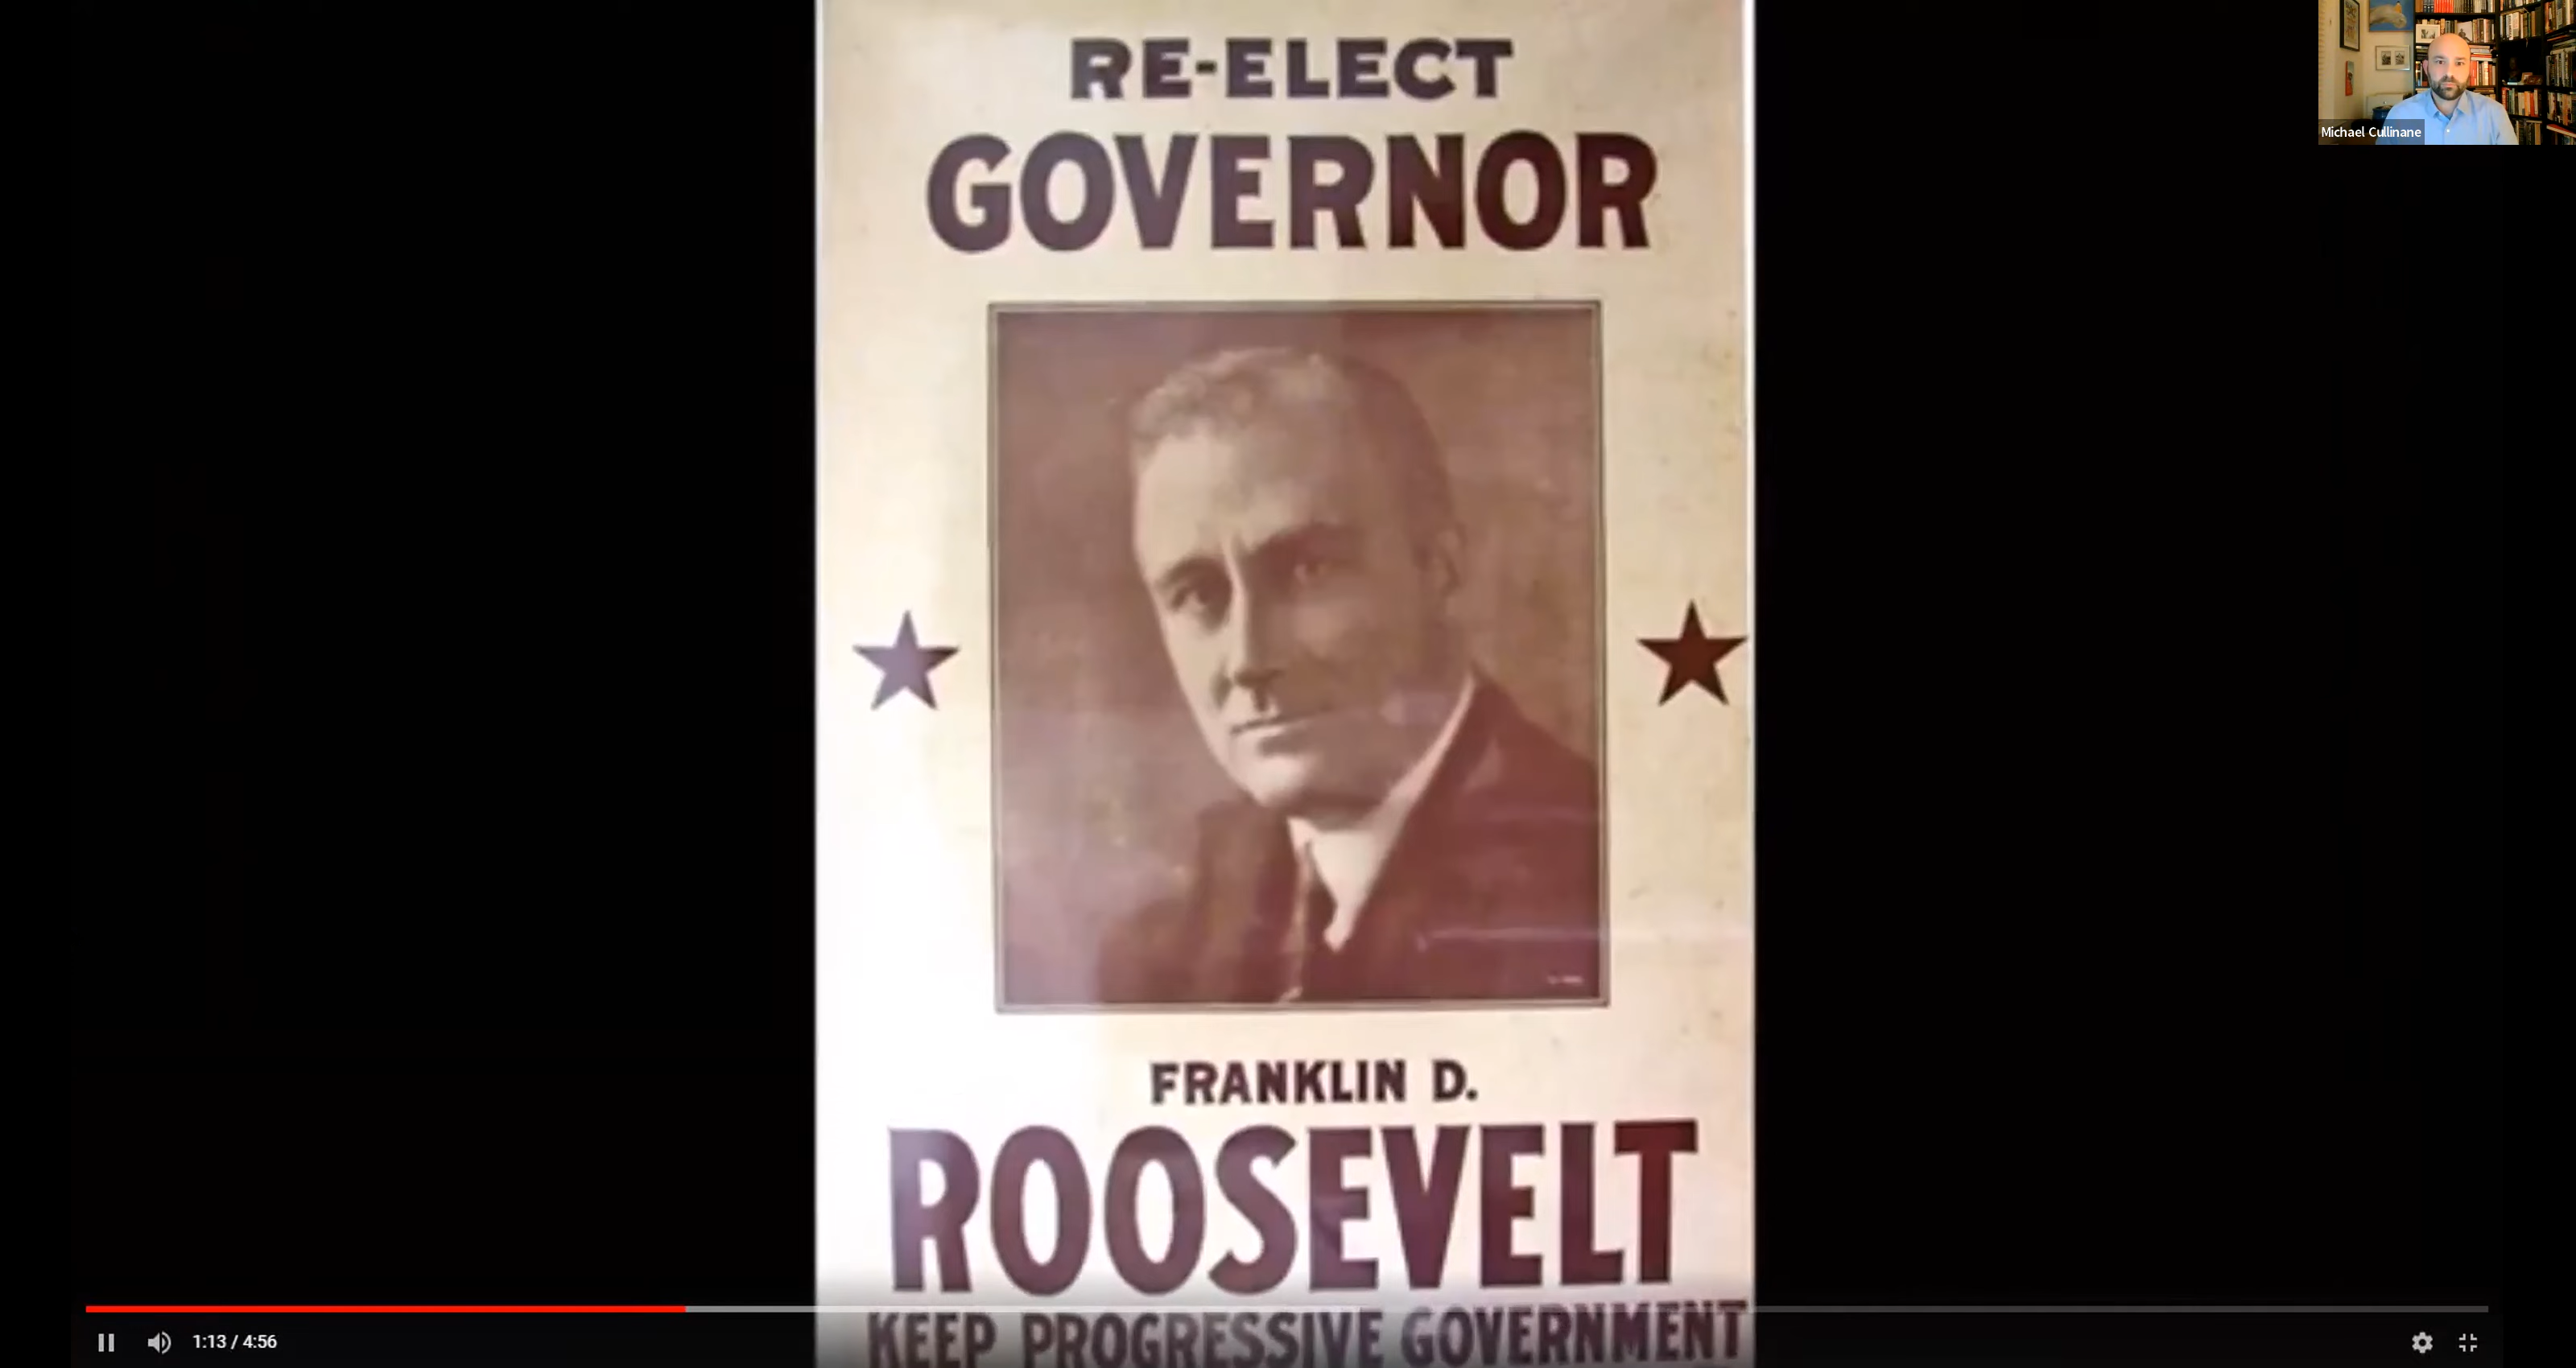 RE-ELECT
GOVERNOR
FRANKLIN D.
ROOSEVELT
KEEP PROGRESSIVE GOVERNMENT
Michael Cullinane
1:13 / 4:56